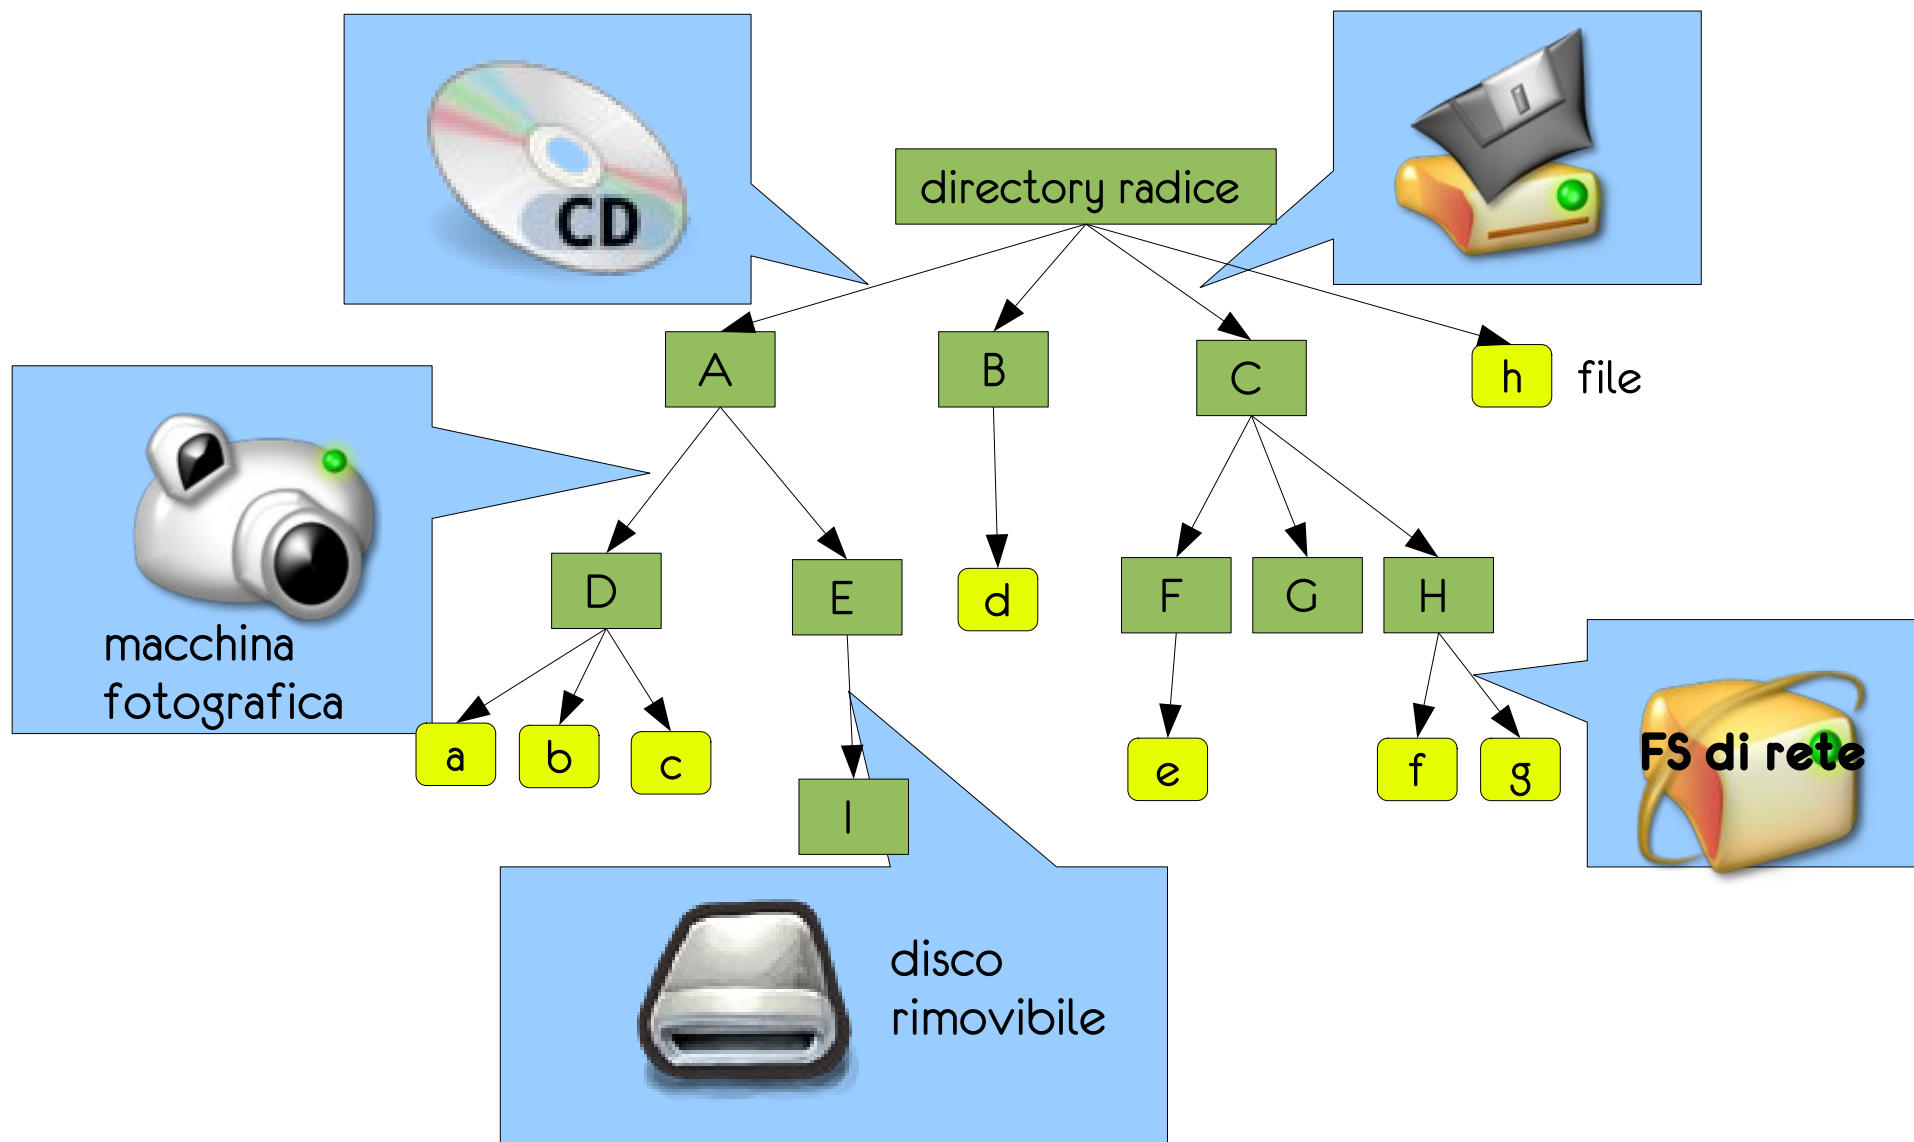 CD
directory radice
A
B
C
h
file
macchina
fotografica
D
E
d
F
G
H
a
b
c
I
e
f
g
FS di rete
disco
rimovibile